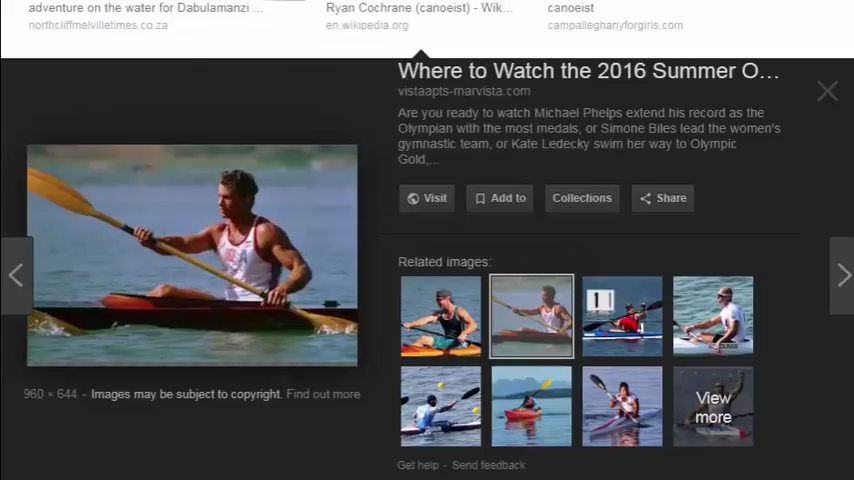 adventure on the water for Dabulamanzi ...
northcliffmelvilletimes.co.za
Ryan Cochrane (canoeist) - Wik...
en.wikipedia.org
canoeist
campalleghanyforgirls.com
Where to Watch the 2016 Summer O...
vistaapts-marvista.com
Are you ready to watch Michael Phelps extend his record as the
Olympian with the most medals, or Simone Biles lead the women's
gymnastic team, or Kate Ledecky swim her way to Olympic
Gold,...
Visit
Add to
Collections
Share
Related images:
1
View
more
960 × 644 - Images may be subject to copyright. Find out more
Get help - Send feedback